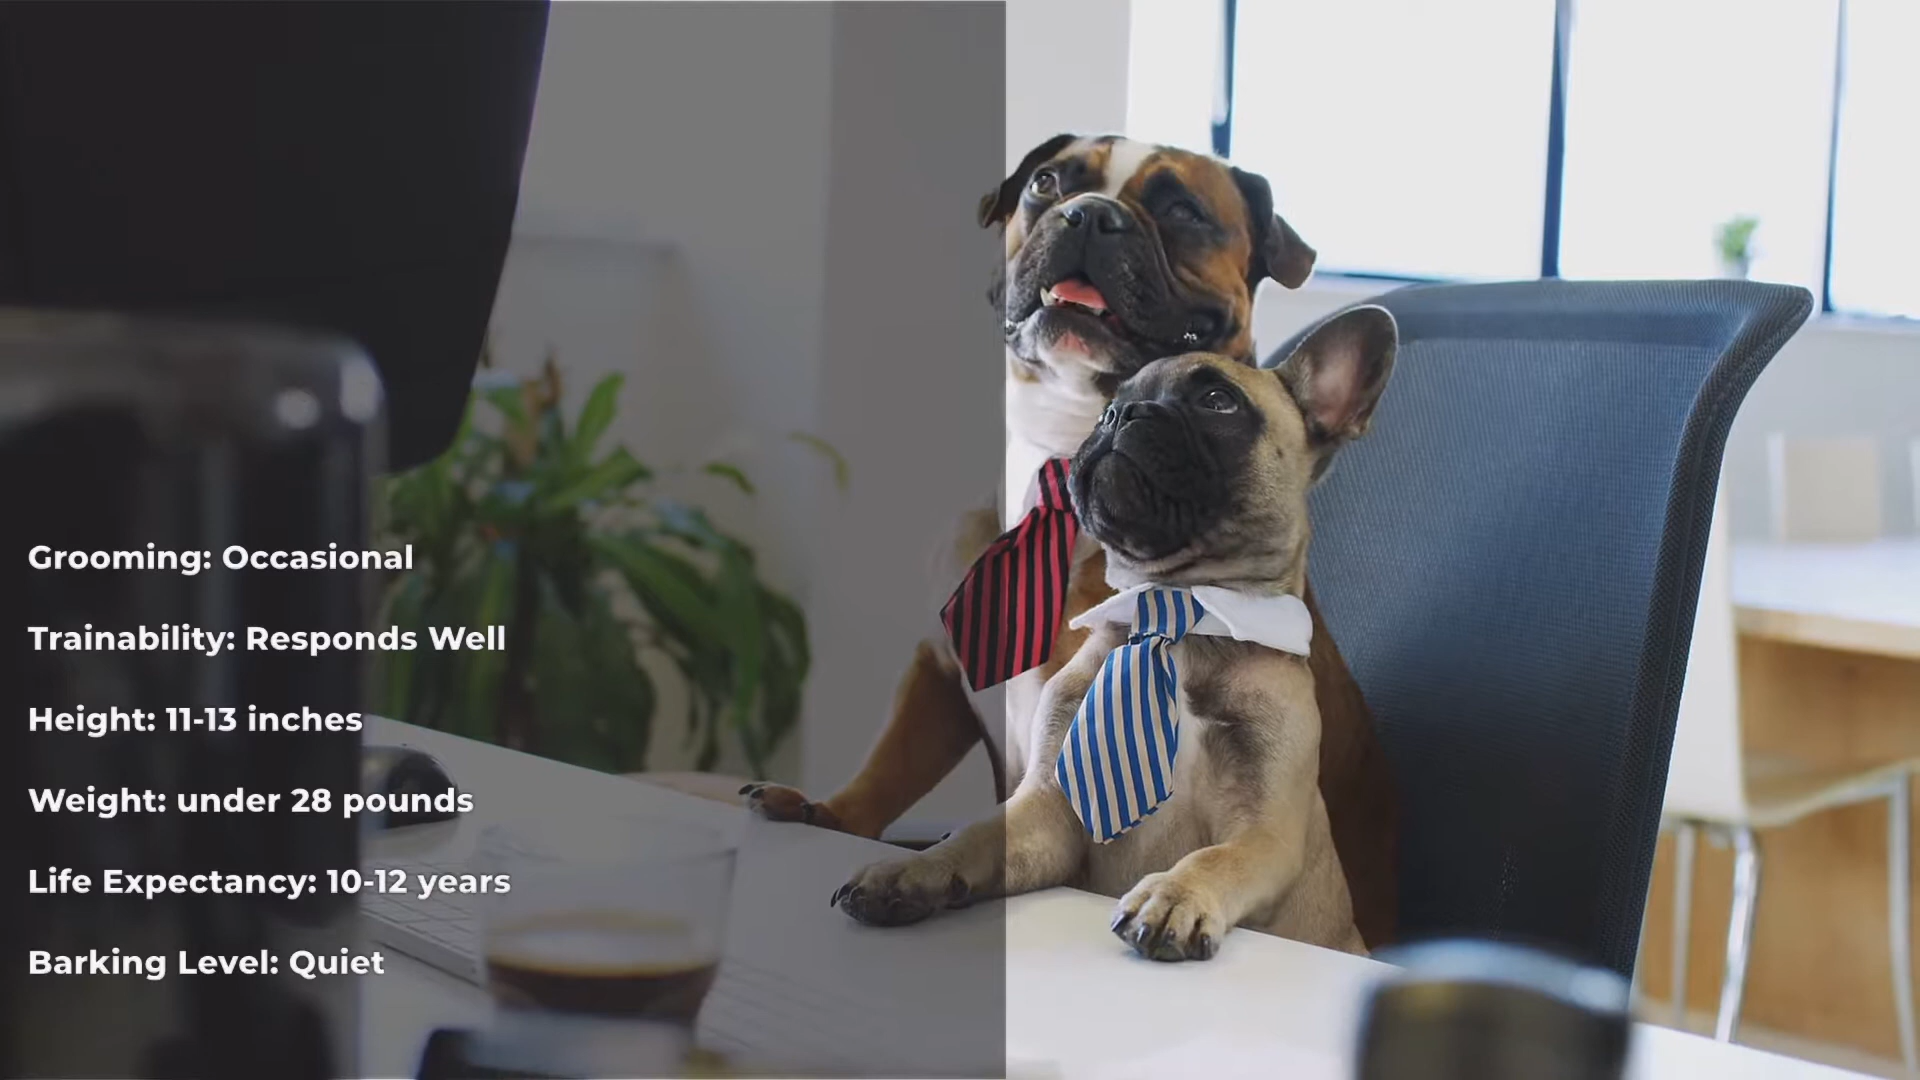 Grooming: Occasional
Trainability: Responds Well
Height: 11-13 inches
Weight: under 28 pounds
Life Expectancy: 10-12 years
Barking Level: Quiet